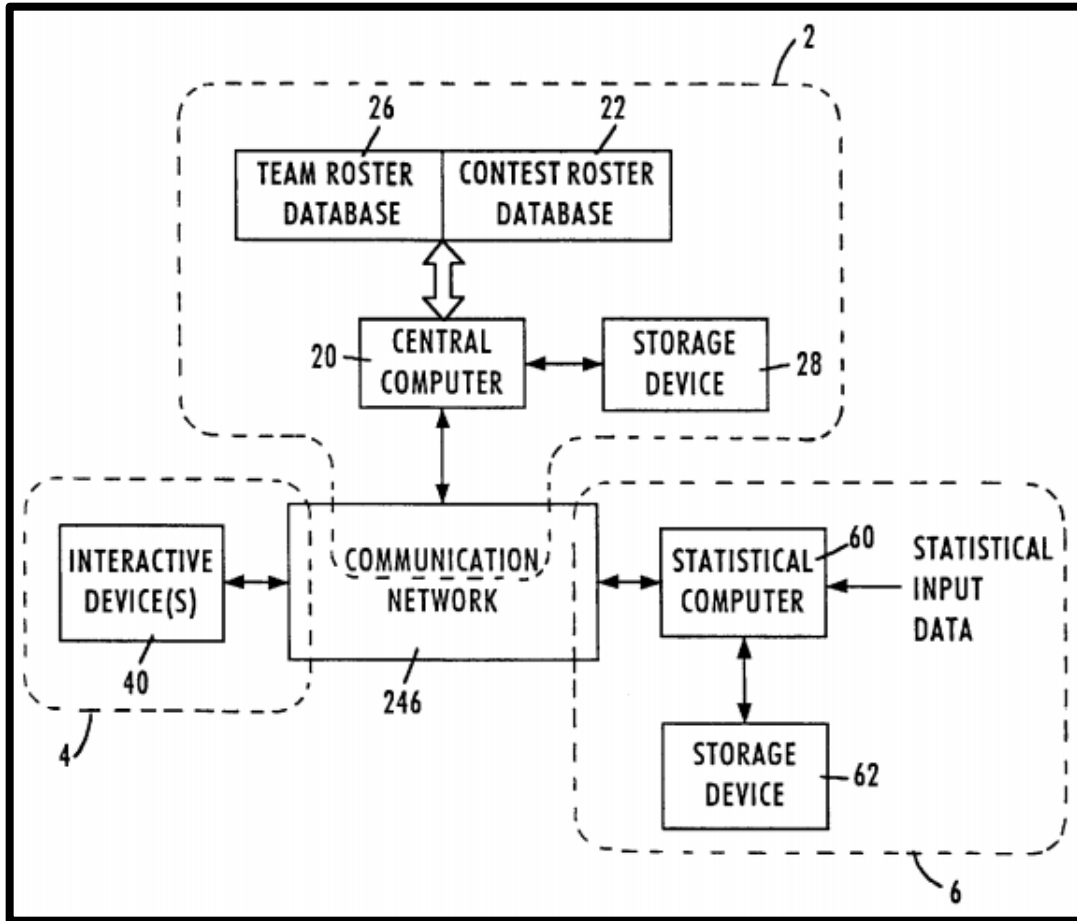 2
26
22
TEAM ROSTER
DATABASE
CONTEST ROSTER
DATABASE
20
CENTRAL
COMPUTER
STORAGE
DEVICE
28
INTERACTIVE
DEVICE(S)
40
4
COMMUNICATION
NETWORK
246
STATISTICAL
COMPUTER
60
STATISTICAL
INPUT
DATA
STORAGE
DEVICE
62
6